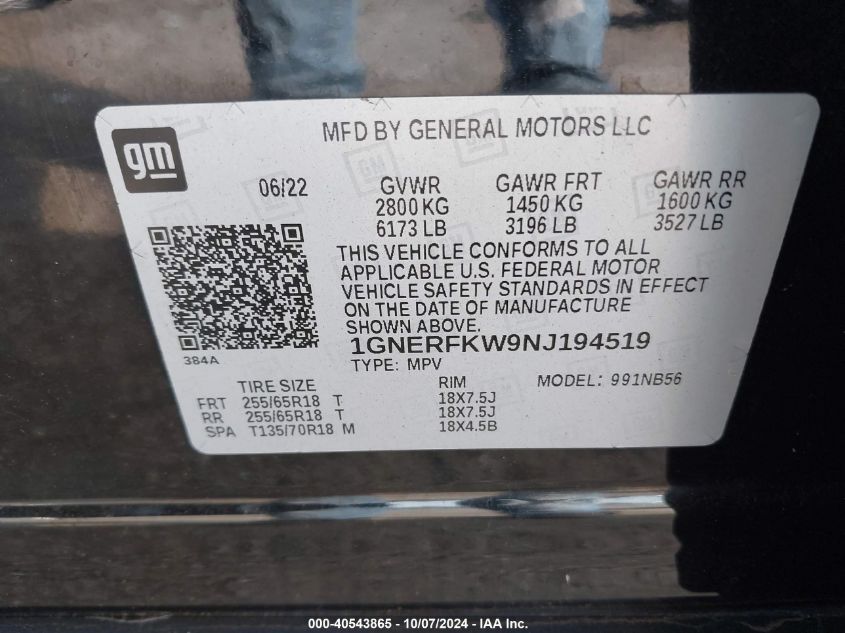 MFD BY GENERAL MOTORS LLC
gm
06/22 GVWR GAWR FRT GAWR RR
2800 KG 1450 KG 1600 KG
6173 LB 3196 LB 3527 LB
THIS VEHICLE CONFORMS TO ALL
APPLICABLE U.S. FEDERAL MOTOR
VEHICLE SAFETY STANDARDS IN EFFECT
ON THE DATE OF MANUFACTURE
SHOWN ABOVE.
1GNERFKW9NJ194519
384A
TYPE: MPV
TIRE SIZE RIM MODEL: 991NB56
FRT 255/65R18 T 18X7.5J
RR 255/65R18 T 18X7.5J
SPA T135/70R18 M 18X4.5B
000-40543865 - 10/07/2024 - IAA Inc.